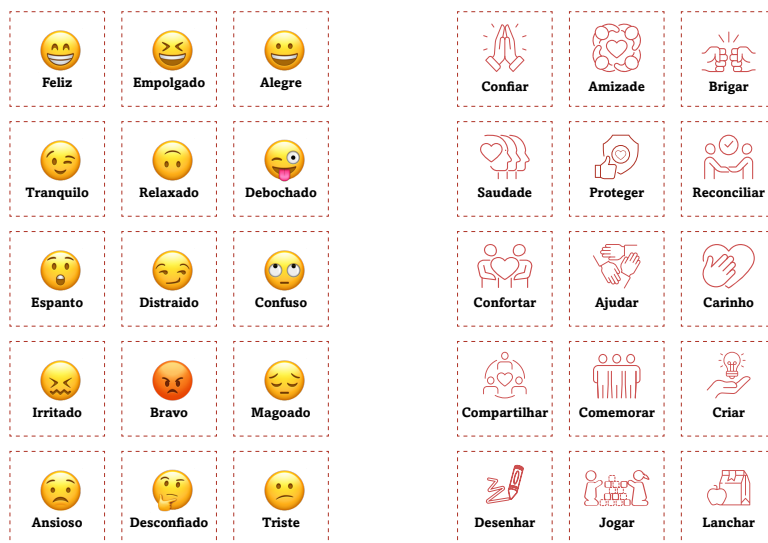 Feliz
Empolgado
Alegre
Confiar
Amizade
Brigar
Tranquilo
Relaxado
Debochado
Saudade
Proteger
Reconciliar
Espanto
Distraido
Confuso
Confortar
Ajudar
Carinho
Irritado
Bravo
Magoado
Compartilhar
Comemorar
Criar
Ansioso
Desconfiado
Triste
Desenhar
Jogar
Lanchar